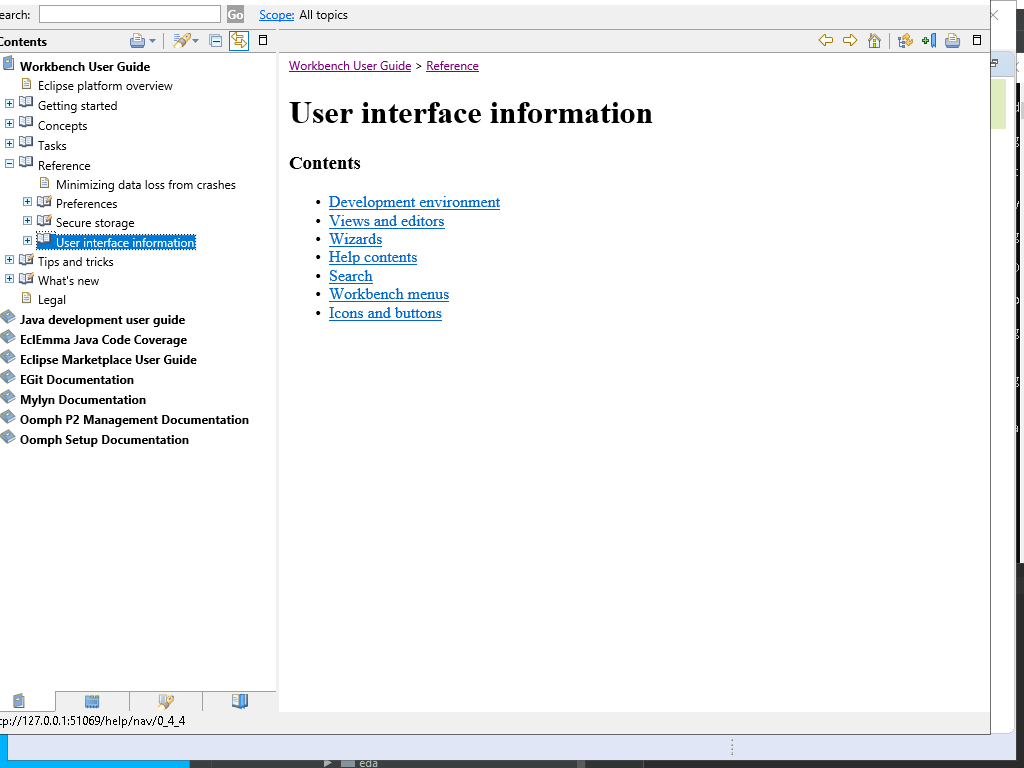 earch:
Go
Scope: All topics
Contents
Workbench User Guide
Eclipse platform overview
Getting started
Concepts
Tasks
Reference
Minimizing data loss from crashes
Preferences
Secure storage
User interface information
Tips and tricks
What's new
Legal
Java development user guide
EclEmma Java Code Coverage
Eclipse Marketplace User Guide
EGit Documentation
Mylyn Documentation
Oomph P2 Management Documentation
Oomph Setup Documentation
Workbench User Guide > Reference
User interface information
Contents
• Development environment
• Views and editors
• Wizards
• Help contents
• Search
• Workbench menus
• Icons and buttons
:p://127.0.0.1:51069/help/nav/0_4_4
eda